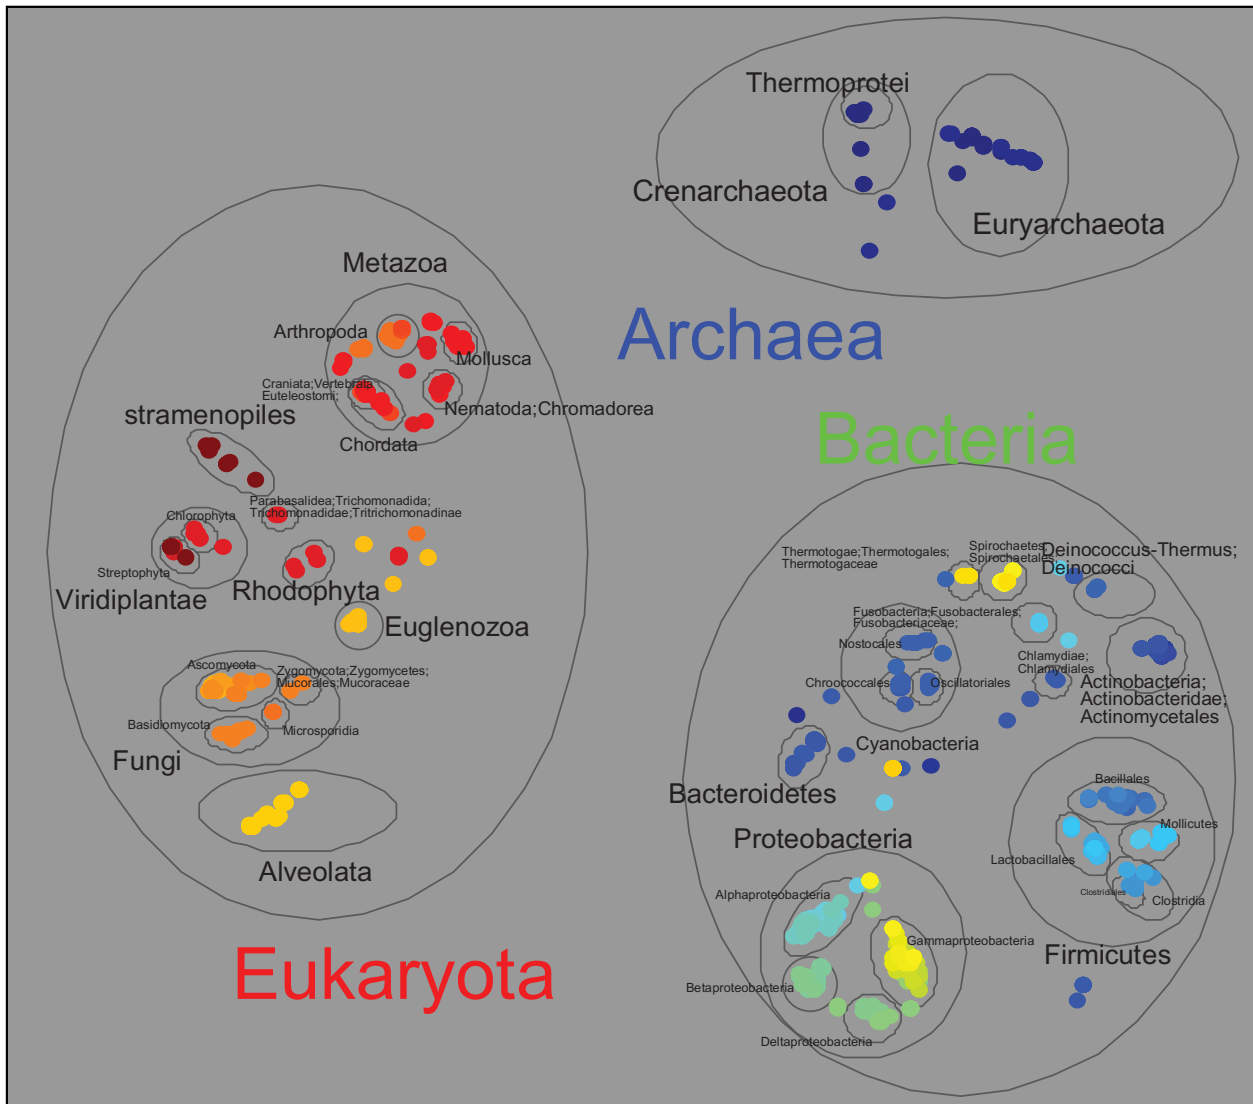 Thermoprotei
Crenarchaeota
Euryarchaeota
Archaea
Metazoa
Arthropoda
Mollusca
Craniata;Vertebrata
Euteleostomi;
Nematoda;Chromadorea
Chordata
stramenopiles
Parabasalidea;Trichomonadida;
Trichomonadidae;Tritrichomonadinae
Chlorophyta
Streptophyta
Viridiplantae
Rhodophyta
Euglenozoa
Ascomycota
Zygomycota;Zygomycetes;
Mucorales;Mucoraceae
Basidiomycota
Microsporidia
Fungi
Alveolata
Eukaryota
Bacteria
Thermotogae;Thermotogales;
Thermotogaceae
Spirochaetes;
Spirochaetales;
Deinococcus-Thermus;
Deinococci
Fusobacteria;Fusobacterales;
Fusobacteriaceae;
Nostocales
Chroococcales
Oscillatoriales
Chlamydiae;
Chlamydiales
Actinobacteria;
Actinobacteridae;
Actinomycetales
Cyanobacteria
Bacteroidetes
Bacillales
Mollicutes
Lactobacillales
Clostridiales
Clostridia
Firmicutes
Proteobacteria
Alphaproteobacteria
Gammaproteobacteria
Betaproteobacteria
Deltaproteobacteria